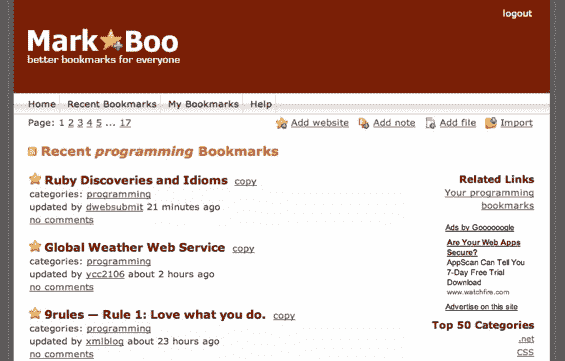 logout
Mark Boo
better bookmarks for everyone
Home Recent Bookmarks My Bookmarks Help
Page: 1 2 3 4 5 ... 17 Add website Add note Add file Import
Recent programming Bookmarks
Ruby Discoveries and Idioms copy
categories: programming
updated by dwebsubmit 21 minutes ago
no comments
Global Weather Web Service copy
categories: programming
updated by ycc2106 about 2 hours ago
no comments
9rules — Rule 1: Love what you do. copy
categories: programming
updated by xmlblog about 23 hours ago
no comments
Related Links
Your programming
bookmarks
Ads by Goooooogle
Are Your Web Apps
Secure?
AppScan Can Tell You
7-Day Free Trial
Download
www.watchfire.com
Advertise on this site
Top 50 Categories
.net
CSS